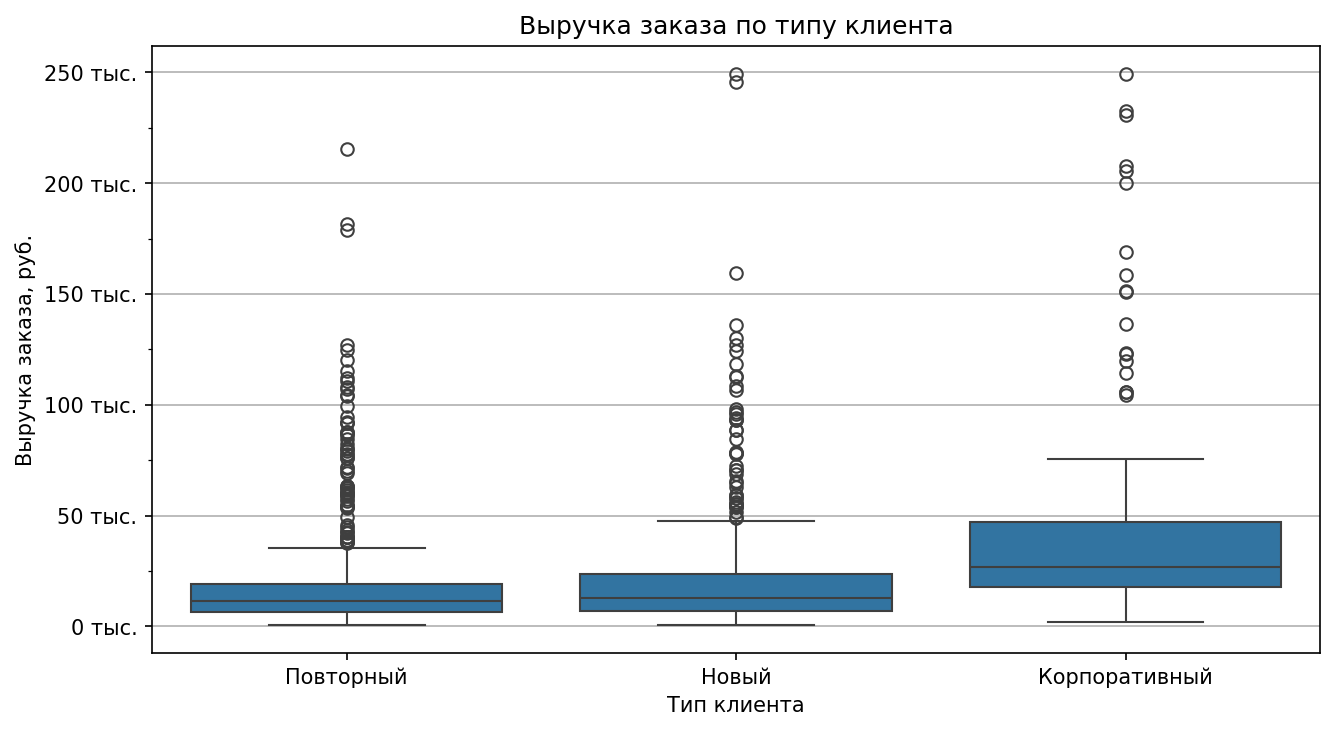 Выручка заказа по типу клиента
Выручка заказа, руб.
250 тыс.
200 тыс.
150 тыс.
100 тыс.
50 тыс.
0 тыс.
Повторный
Новый
Корпоративный
Тип клиента